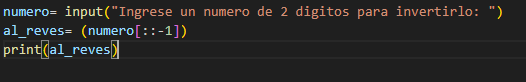 numero= input("Ingrese un numero de 2 digitos para invertirlo: ")
al_reves= (numero[::-1])
print(al_reves)